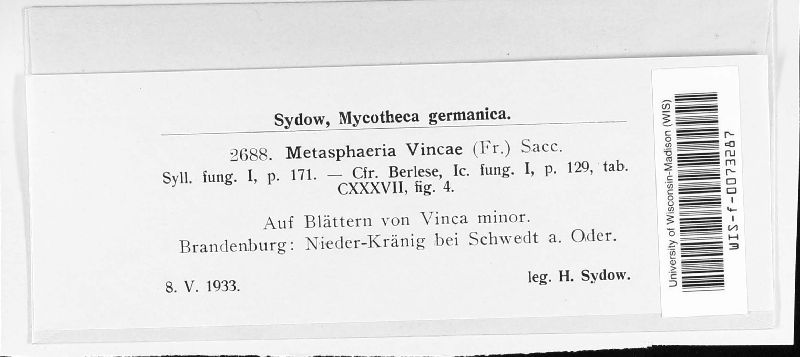 Sydow, Mycotheca germanica.
2688. Metasphaeria Vincae (Fr.) Sacc.
Syll. fung. I, p. 171. — Cfr. Berlese, Ic. fung. I, p. 129, tab.
CXXXVII, fig. 4.
Auf Blättern von Vinca minor.
Brandenburg: Nieder-Kränig bei Schwedt a. Oder.
8. V. 1933.
leg. H. Sydow.
University of Wisconsin-Madison (WIS)
WIS-f-0073287